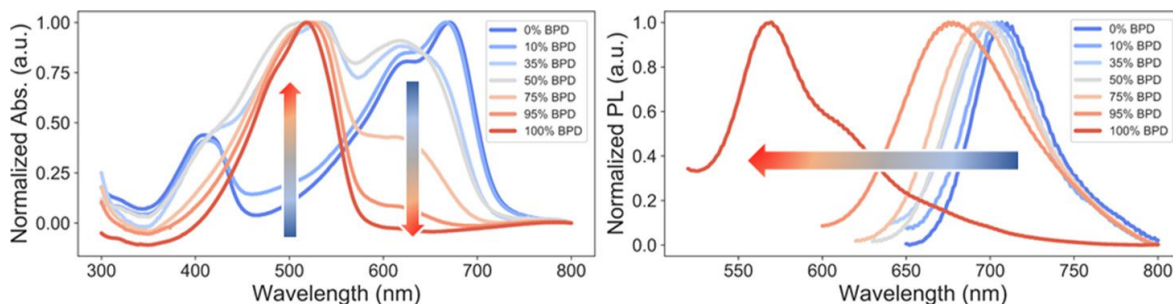 Normalized Abs. (a.u.)
1.00
0.75
0.50
0.25
0.00
300
400
500
600
700
800
Wavelength (nm)
0% BPD
10% BPD
35% BPD
50% BPD
75% BPD
95% BPD
100% BPD
Normalized PL (a.u.)
1.0
0.8
0.6
0.4
0.2
0.0
550
600
650
700
750
800
Wavelength (nm)
0% BPD
10% BPD
35% BPD
50% BPD
75% BPD
95% BPD
100% BPD